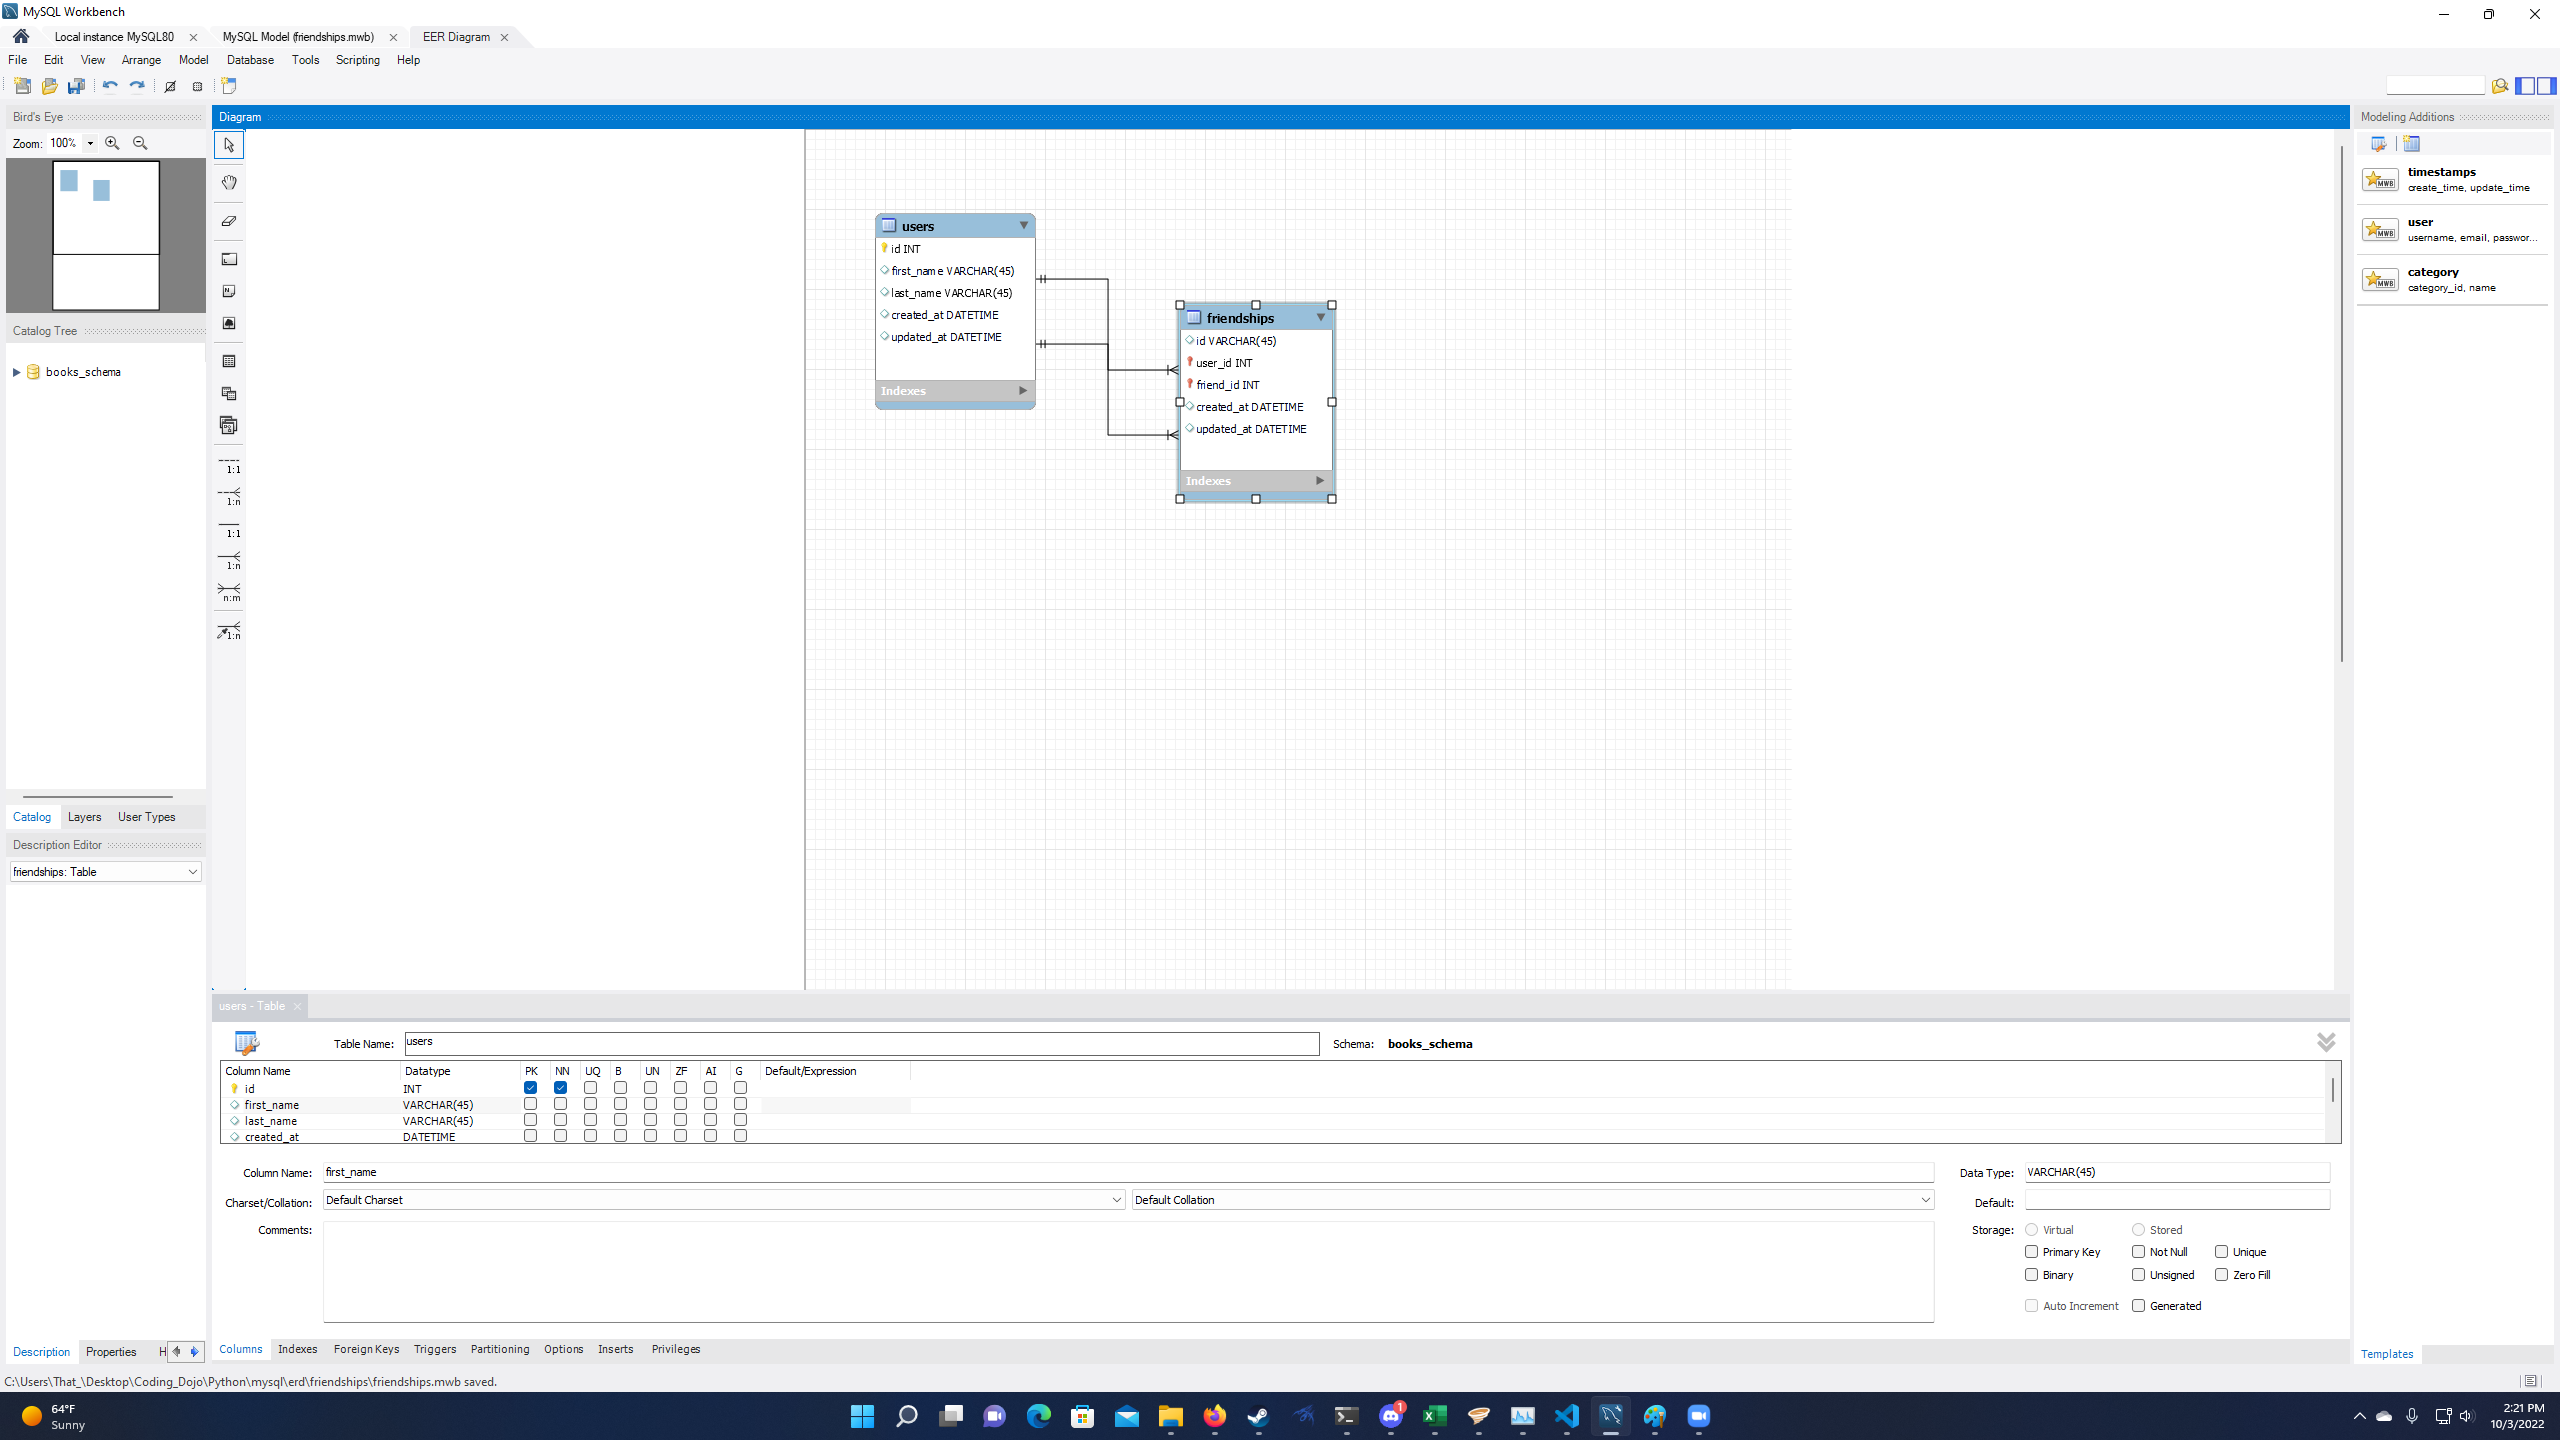 MySQL Workbench
Local instance MySQL80
MySQL Model (friendships.mwb)
EER Diagram
File Edit View Arrange Model Database Tools Scripting Help
Bird's Eye
Zoom: 100%
Catalog Tree
books_schema
Catalog Layers User Types
Description Editor
friendships: Table
Description Properties H
Diagram
1:1
1:n
1:1
1:n
n:m
1:n
users
id INT
first_name VARCHAR(45)
last_name VARCHAR(45)
created_at DATETIME
updated_at DATETIME
Indexes
friendships
id VARCHAR(45)
user_id INT
friend_id INT
created_at DATETIME
updated_at DATETIME
Indexes
Modeling Additions
MWB
timestamps
create_time, update_time
MWB
user
username, email, passwor...
MWB
category
category_id, name
Templates
users - Table
Table Name: users Schema: books_schema
Column Name Datatype PK NN UQ B UN ZF AI G Default/Expression
id INT
first_name VARCHAR(45)
last_name VARCHAR(45)
created_at DATETIME
Column Name: first_name Data Type: VARCHAR(45)
Charset/Collation: Default Charset Default Collation Default:
Comments: Storage: Virtual Stored
Primary Key Not Null Unique
Binary Unsigned Zero Fill
Auto Increment Generated
Columns Indexes Foreign Keys Triggers Partitioning Options Inserts Privileges
C:\Users\That_\Desktop\Coding_Dojo\Python\mysql\erd\friendships\friendships.mwb saved.
64°F
Sunny
1
2:21 PM
10/3/2022